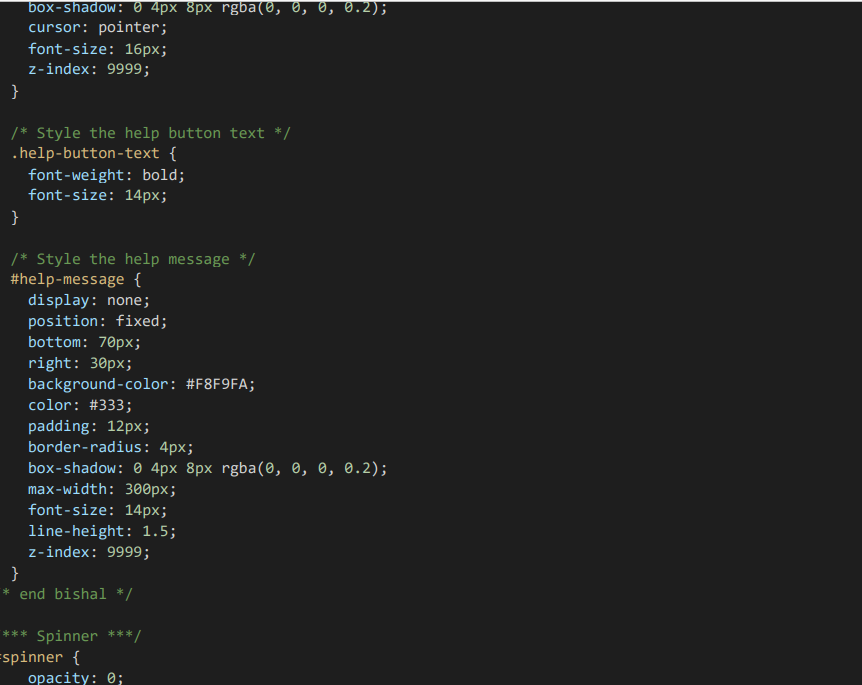 box-shadow: 0 4px 8px rgba(0, 0, 0, 0.2);
cursor: pointer;
font-size: 16px;
z-index: 9999;
}
/* Style the help button text */
.help-button-text {
font-weight: bold;
font-size: 14px;
}
/* Style the help message */
#help-message {
display: none;
position: fixed;
bottom: 70px;
right: 30px;
background-color: #F8F9FA;
color: #333;
padding: 12px;
border-radius: 4px;
box-shadow: 0 4px 8px rgba(0, 0, 0, 0.2);
max-width: 300px;
font-size: 14px;
line-height: 1.5;
z-index: 9999;
}
* end bishal */
*** Spinner ***/
spinner {
opacity: 0;